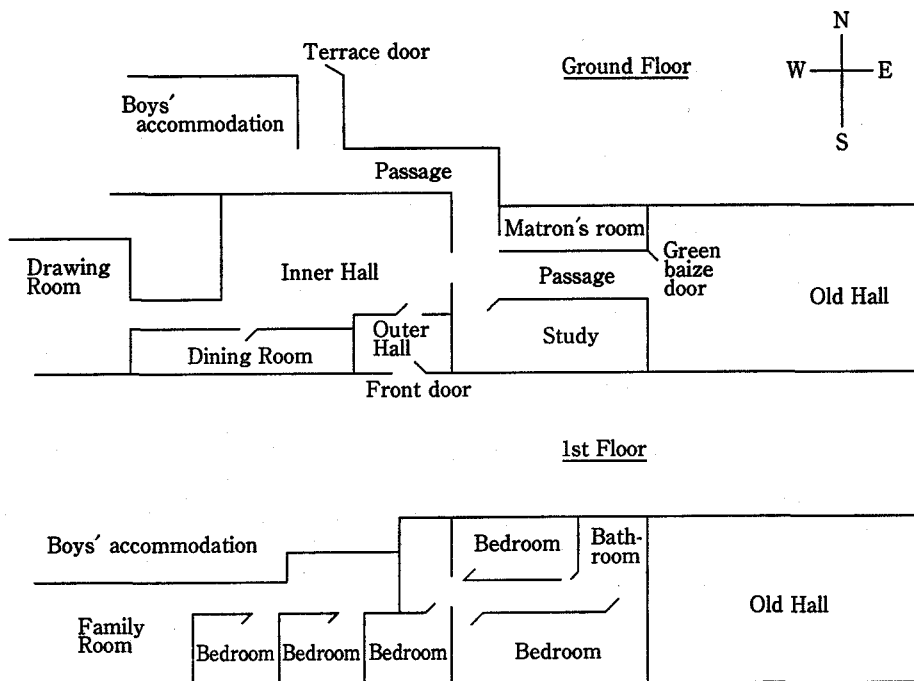 Terrace door
Ground Floor
N
W
E
S
Boys'
accommodation
Passage
Matron's room
Green
baize
door
Drawing
Room
Inner Hall
Passage
Old Hall
Outer
Hall
Study
Dining Room
Front door
1st Floor
Boys' accommodation
Bedroom
Bath-
room
Old Hall
Family
Room
Bedroom
Bedroom
Bedroom
Bedroom